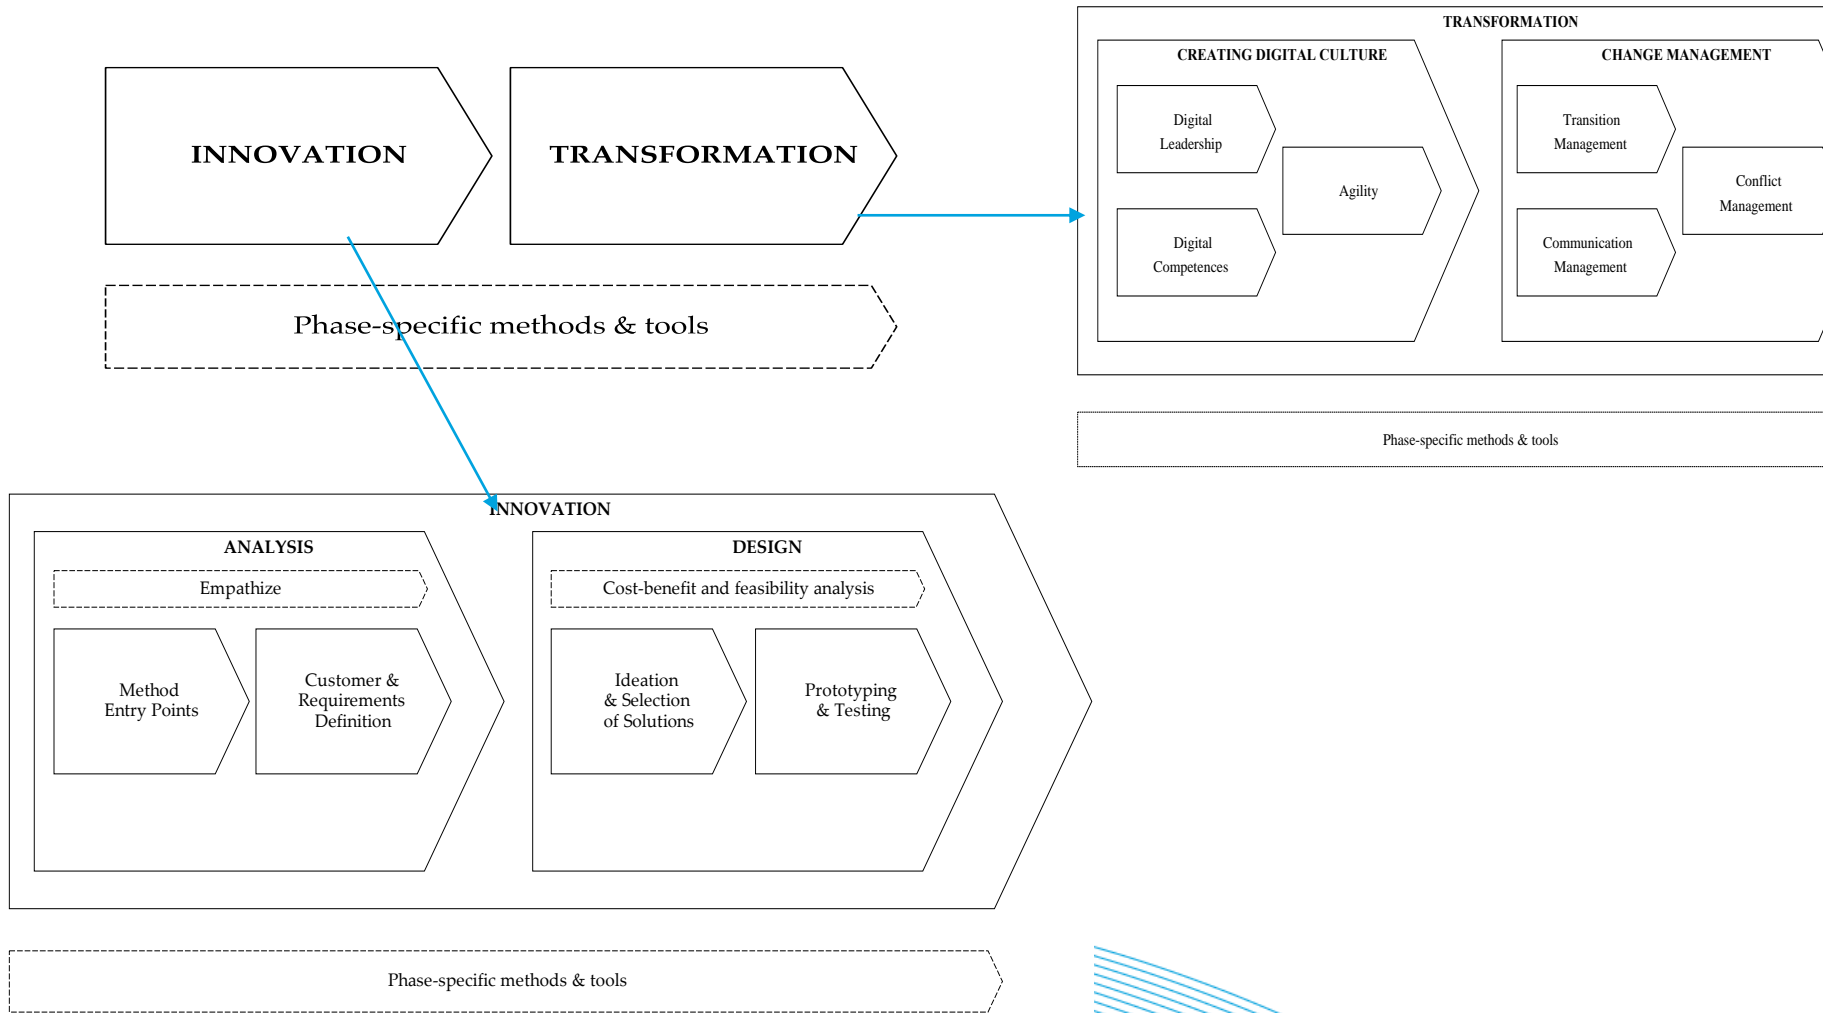 INNOVATION
TRANSFORMATION
Phase-specific methods & tools
TRANSFORMATION
CREATING DIGITAL CULTURE
Digital
Leadership
Digital
Competences
Agility
CHANGE MANAGEMENT
Transition
Management
Communication
Management
Conflict
Management
Phase-specific methods & tools
INNOVATION
ANALYSIS
Empathize
Method
Entry Points
Customer &
Requirements
Definition
DESIGN
Cost-benefit and feasibility analysis
Ideation
& Selection
of Solutions
Prototyping
& Testing
Phase-specific methods & tools